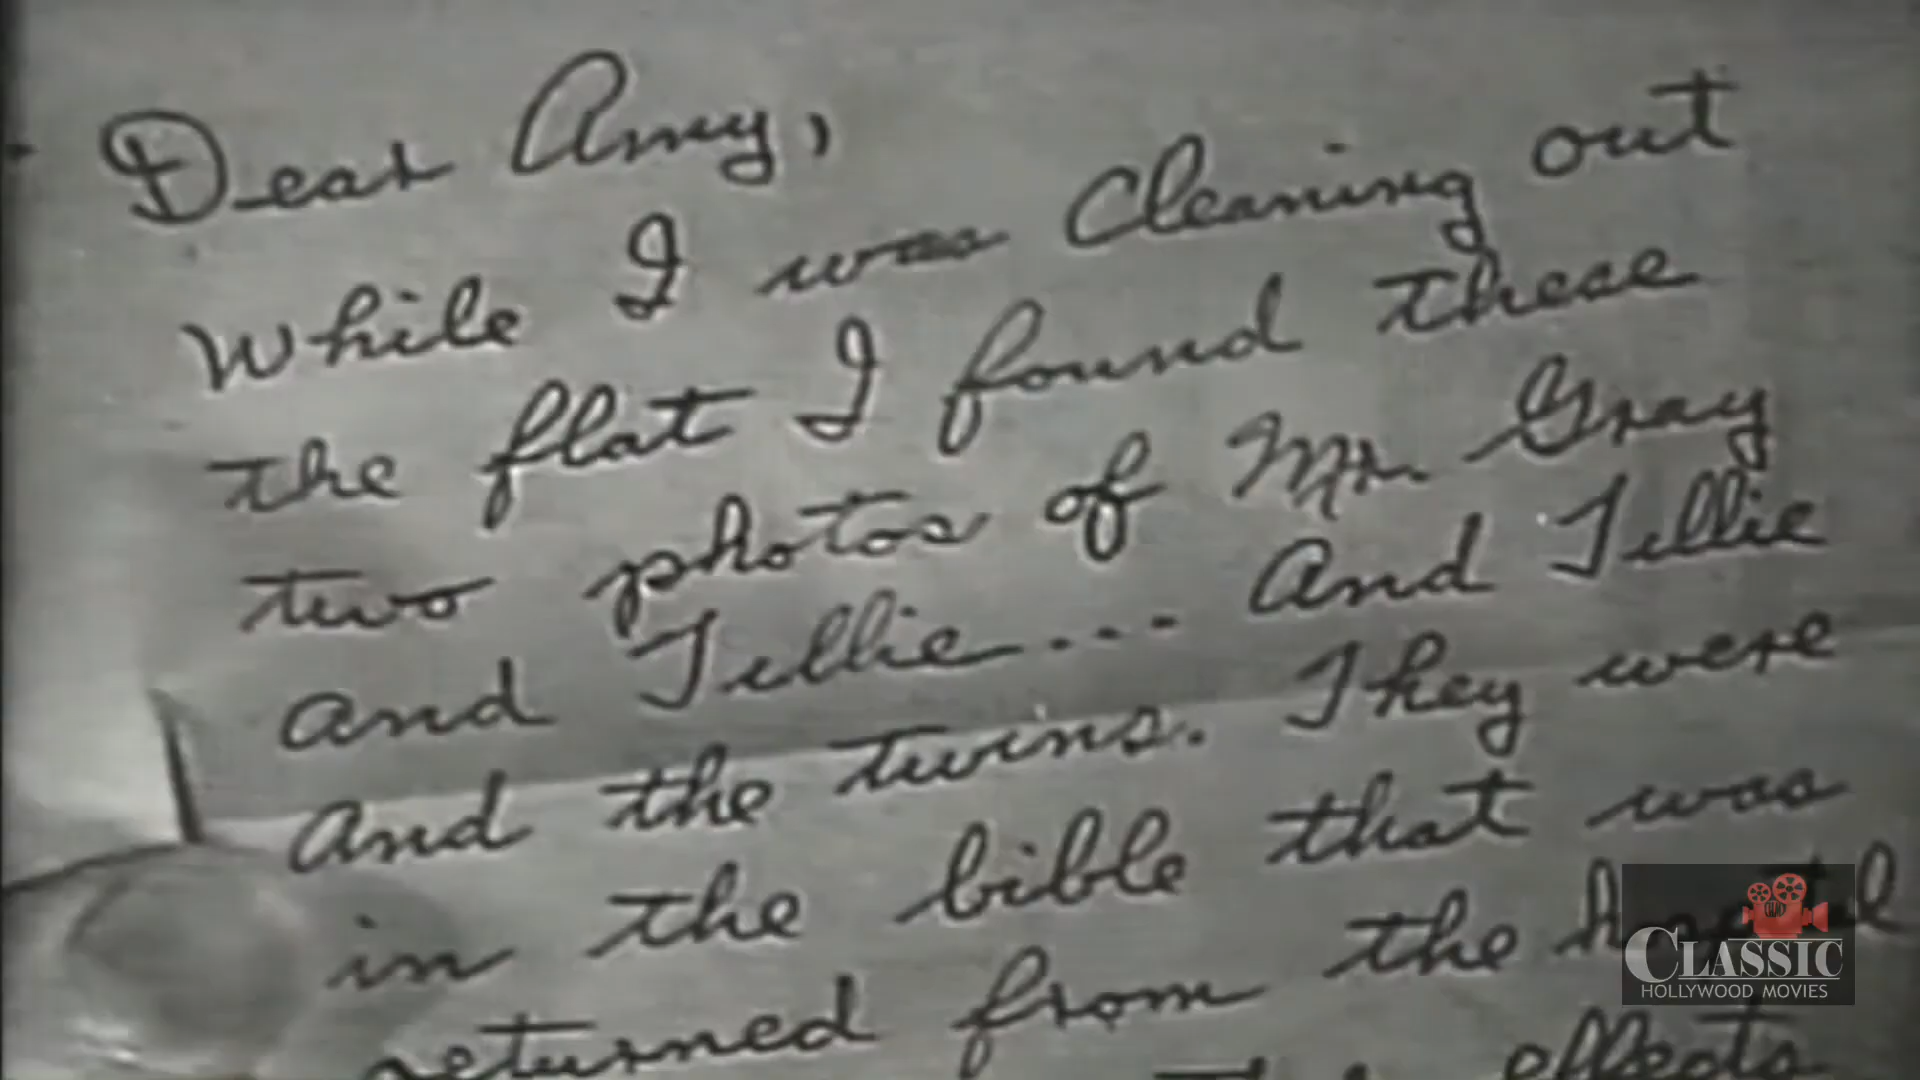 Dear Amy,
While I was cleaning out
the flat I found these
two photos of Mr. Gray
and Tillie... And Tillie
and the twins. They were
in the bible that was
returned from the
effects
CLASSIC
HOLLYWOOD MOVIES